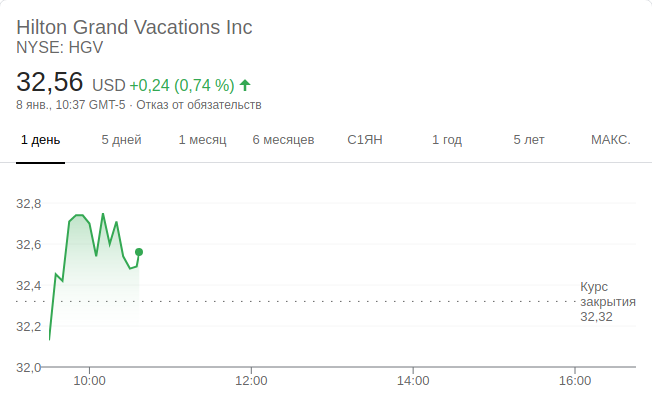 Hilton Grand Vacations Inc
NYSE: HGV
32,56 USD +0,24 (0,74 %)
8 янв., 10:37 GMT-5 · Отказ от обязательств
1 день 5 дней 1 месяц 6 месяцев С1ЯН 1 год 5 лет МАКС.
32,8
32,6
32,4
Курс
закрытия
32,32
32,2
32,0
10:00 12:00 14:00 16:00